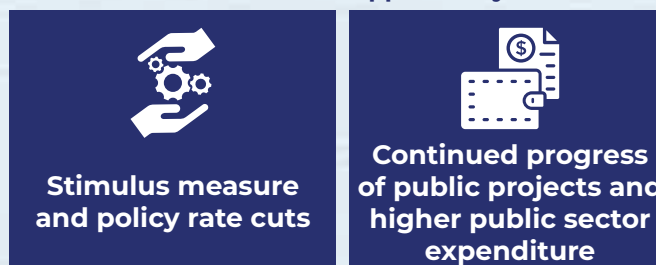 Stimulus measure
and policy rate cuts
$
Continued progress
of public projects and
higher public sector
expenditure